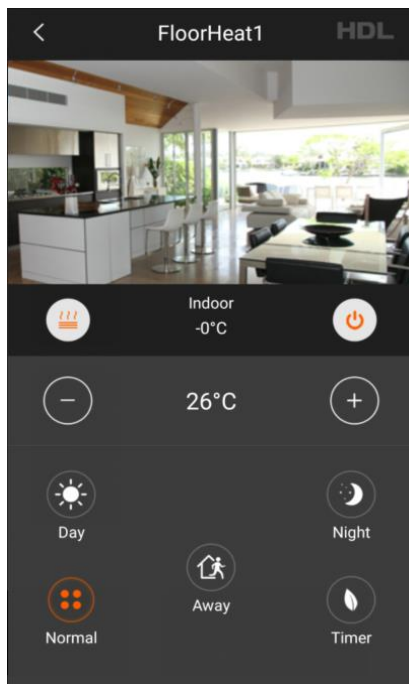 FloorHeat1
HDL
Indoor
-0°C
26°C
Day
Night
Away
Normal
Timer